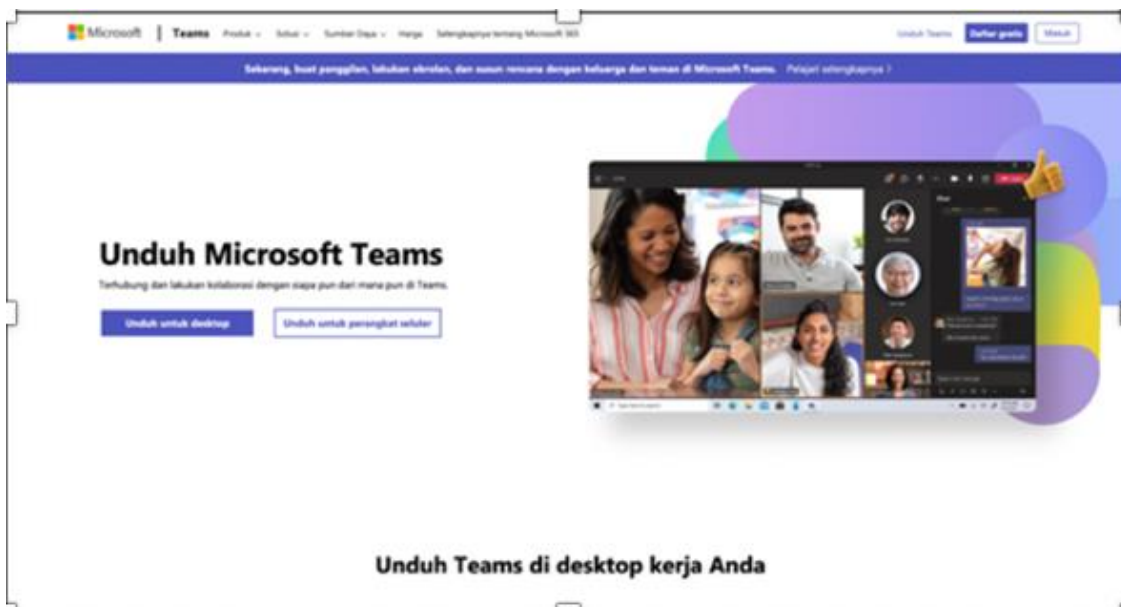 Microsoft | Teams Produk Solusi Sumber Daya Harga Selengkapnya tentang Microsoft 365 Unduh Teams Daftar gratis Masuk
Sekarang, buat panggilan, lakukan obrolan, dan susun rencana dengan keluarga dan teman di Microsoft Teams. Pelajari selengkapnya >
Unduh Microsoft Teams
Terhubung dan lakukan kolaborasi dengan siapa pun dari mana pun di Teams.
Unduh untuk desktop Unduh untuk perangkat seluler
Unduh Teams di desktop kerja Anda